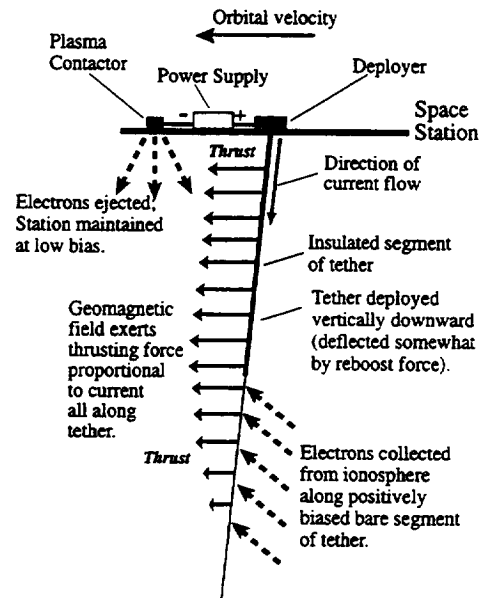 Orbital velocity
Plasma
Contactor
Power Supply
Deployer
- +
Space
Station
Thrust
Direction of
current flow
Electrons ejected,
Station maintained
at low bias.
Insulated segment
of tether
Tether deployed
vertically downward
(deflected somewhat
by reboost force).
Geomagnetic
field exerts
thrusting force
proportional
to current
all along
tether.
Thrust
Electrons collected
from ionosphere
along positively
biased bare segment
of tether.